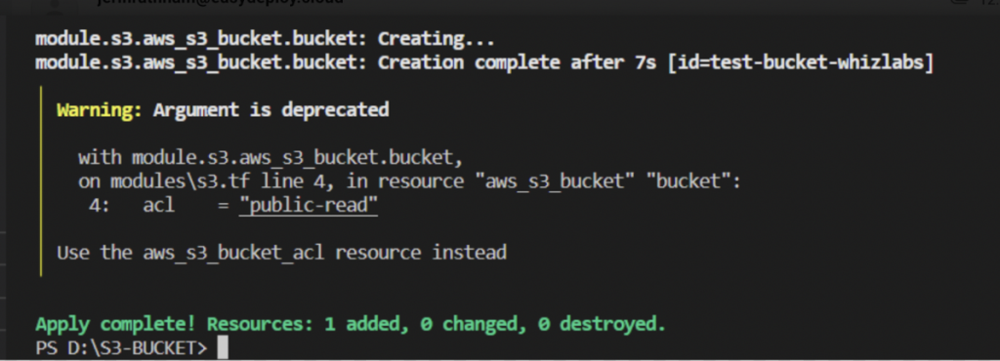 module.s3.aws_s3_bucket.bucket: Creating...
module.s3.aws_s3_bucket.bucket: Creation complete after 7s [id=test-bucket-whizlabs]
Warning: Argument is deprecated
with module.s3.aws_s3_bucket.bucket,
on modules\s3.tf line 4, in resource "aws_s3_bucket" "bucket":
4: acl = "public-read"
Use the aws_s3_bucket_acl resource instead
Apply complete! Resources: 1 added, 0 changed, 0 destroyed.
PS D:\S3-BUCKET>